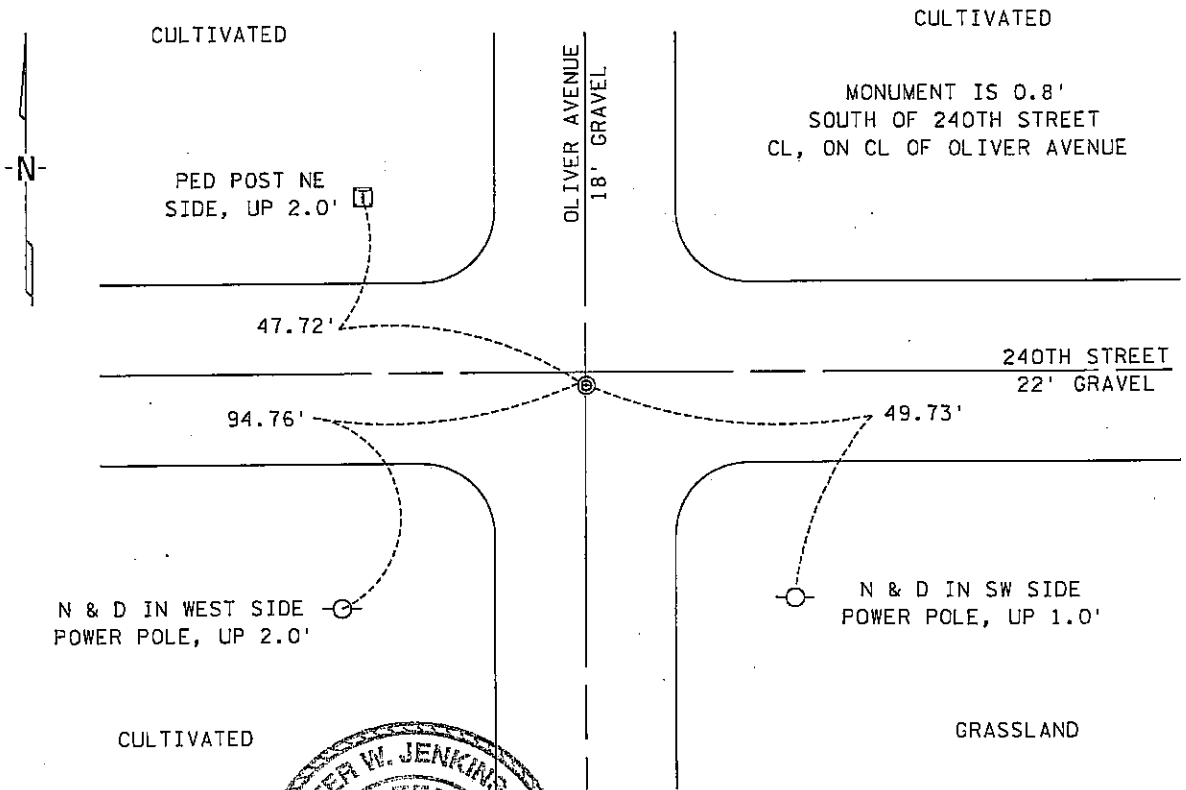 CULTIVATED
CULTIVATED
OLIVER AVENUE
18' GRAVEL
MONUMENT IS 0.8'
SOUTH OF 240TH STREET
CL, ON CL OF OLIVER AVENUE
-N-
PED POST NE
SIDE, UP 2.0'
T
47.72'
240TH STREET
22' GRAVEL
94.76'
49.73'
N & D IN WEST SIDE
POWER POLE, UP 2.0'
N & D IN SW SIDE
POWER POLE, UP 1.0'
CULTIVATED
GRASSLAND
W. JENKINS